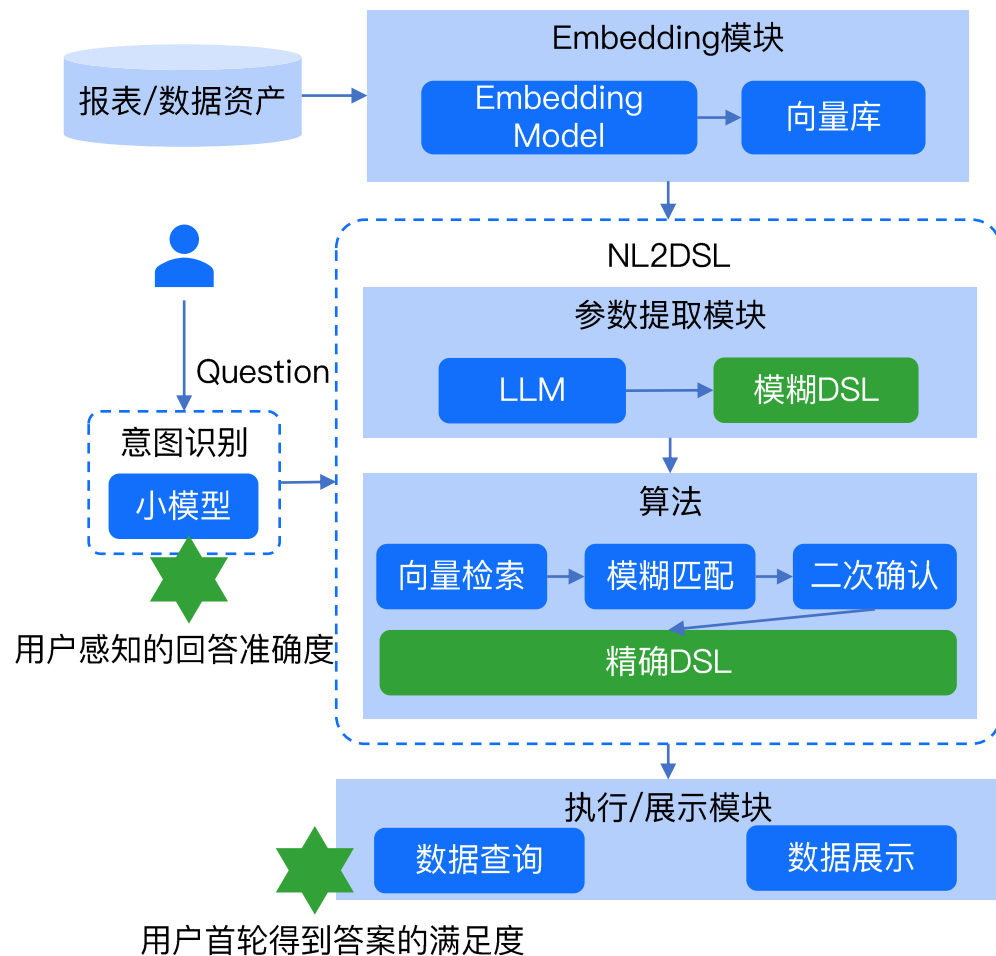 Embedding模块
报表/数据资产
Embedding
Model
向量库
NL2DSL
参数提取模块
Question
LLM
模糊DSL
意图识别
小模型
算法
向量检索
模糊匹配
二次确认
用户感知的回答准确度
精确DSL
执行/展示模块
数据查询
数据展示
用户首轮得到答案的满足度